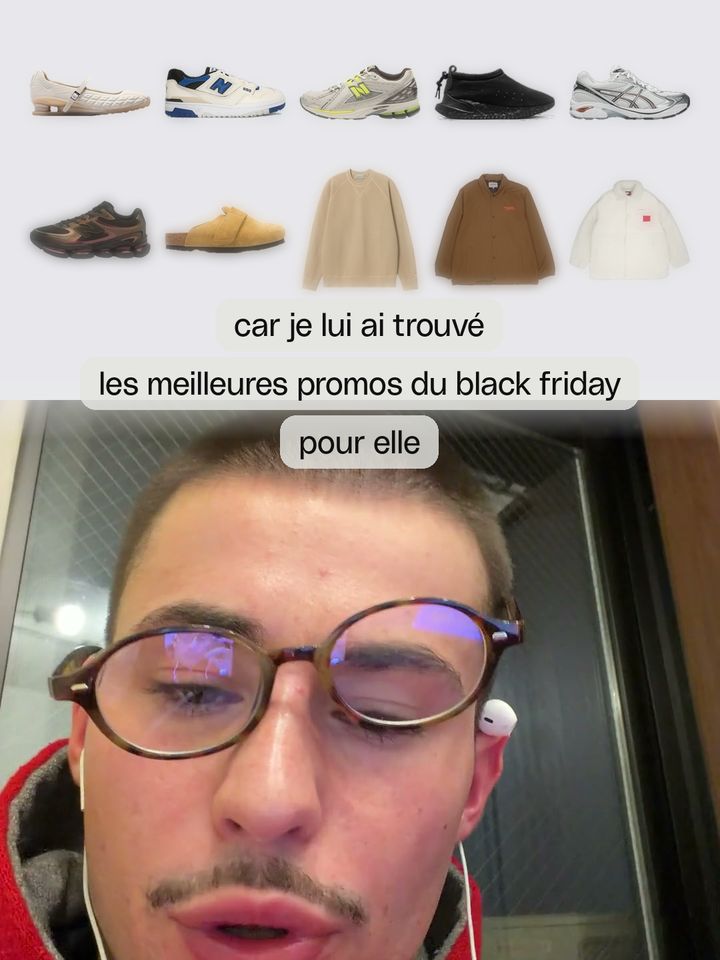 car je lui ai trouvé
les meilleures promos du black friday
pour elle